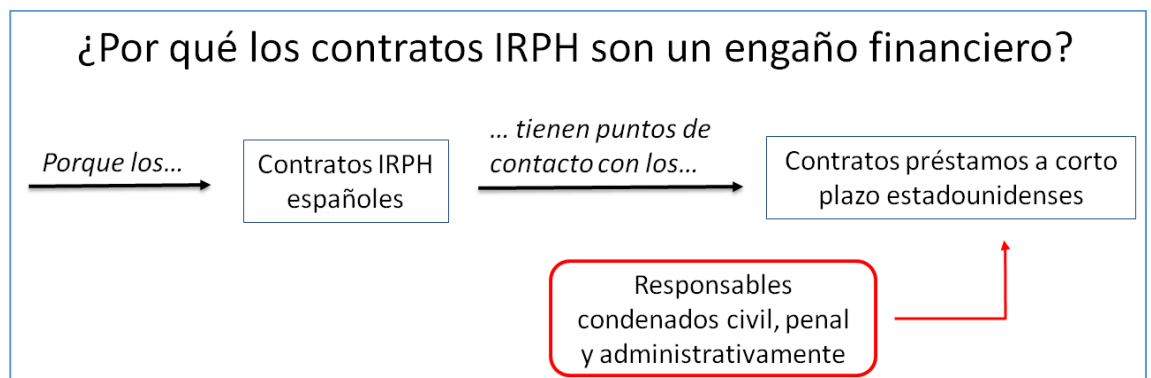 ¿Por qué los contratos IRPH son un engaño financiero?
Porque los...
Contratos IRPH
españoles
... tienen puntos de
contacto con los...
Contratos préstamos a corto
plazo estadounidenses
Responsables
condenados civil, penal
y administrativamente